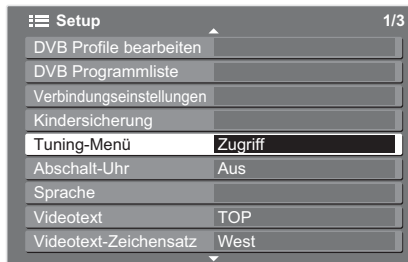 Setup 1/3
DVB Profile bearbeiten
DVB Programmliste
Verbindungseinstellungen
Kindersicherung
Tuning-Menü Zugriff
Abschalt-Uhr Aus
Sprache
Videotext TOP
Videotext-Zeichensatz West